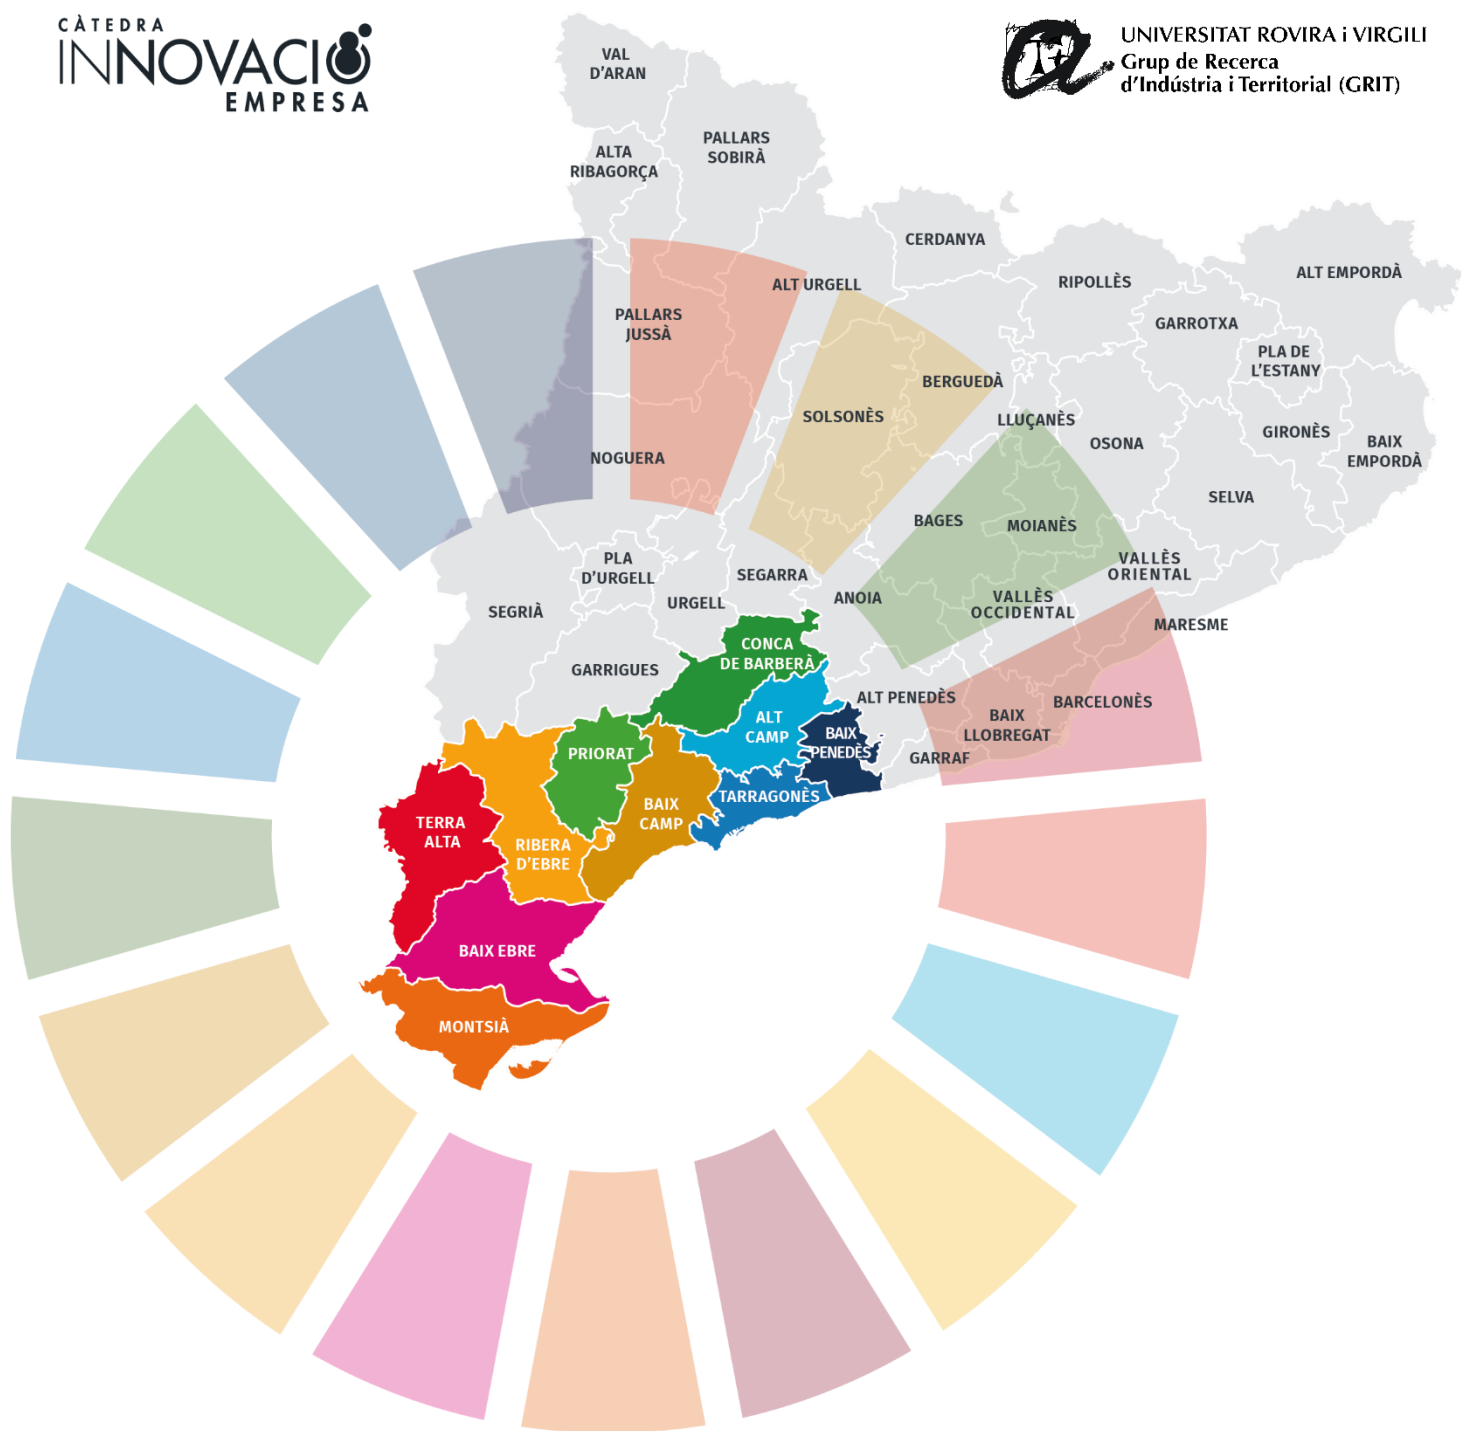 CÀTEDRA
INNOVACIÓ
EMPRESA
UNIVERSITAT ROVIRA i VIRGILI
Grup de Recerca
d'Indústria i Territorial (GRIT)
VAL
D'ARAN
PALLARS
SOBIRÀ
ALTA
RIBAGORÇA
CERDANYA
RIPOLLÈS
ALT EMPORDÀ
ALT URGELL
PALLARS
JUSSÀ
GARROTXA
PLA DE
L'ESTANY
BERGUEDÀ
SOLSONÈS
LLUÇANÈS
OSONA
GIRONÈS
BAIX
EMPORDÀ
NOGUERA
SELVA
BAGES
MOIANÈS
VALLÈS
ORIENTAL
PLA
D'URGELL
SEGARRA
URGELL
ANOIA
VALLÈS
OCCIDENTAL
SEGRIÀ
MARESME
CONCA
DE BARBERÀ
GARRIGUES
ALT PENEDÈS
BARCELONÈS
BAIX
LLOBREGAT
ALT
CAMP
BAIX
PENEDÈS
PRIORAT
GARRAF
TARRAGONÈS
BAIX
CAMP
TERRA
ALTA
RIBERA
D'EBRE
BAIX EBRE
MONTSIÀ